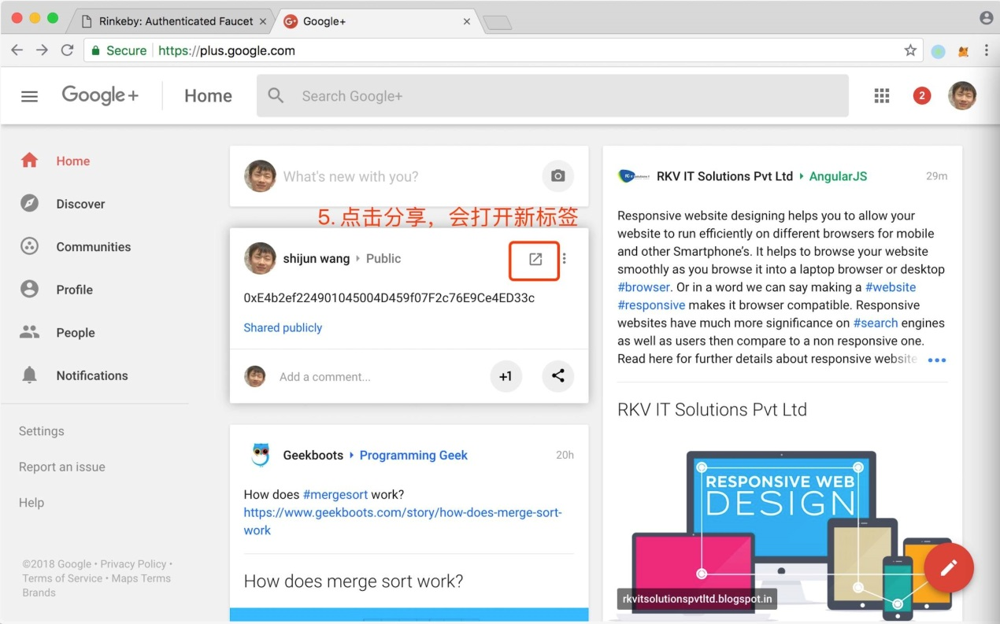 Rinkeby: Authenticated Faucet
Google+
Secure
https://plus.google.com
Google+
Home
Search Google+
2
Home
Discover
Communities
Profile
People
Notifications
Settings
Report an issue
Help
©2018 Google • Privacy Policy •
Terms of Service • Maps Terms
Brands
What's new with you?
5. 点击分享，会打开新标签
shijun wang
Public
0xE4b2ef224901045004D459f07F2c76E9Ce4ED33c
Shared publicly
Add a comment...
+1
Geekboots
Programming Geek
20h
How does #mergesort work?
https://www.geekboots.com/story/how-does-merge-sort-
work
How does merge sort work?
RKV IT Solutions Pvt Ltd
AngularJS
29m
Responsive website designing helps you to allow your
website to run efficiently on different browsers for mobile
and other Smartphone's. It helps to browse your website
smoothly as you browse it into a laptop browser or desktop
#browser. Or in a word we can say making a #website
#responsive makes it browser compatible. Responsive
websites have much more significance on #search engines
as well as users then compare to a non responsive one.
Read here for further details about responsive website
RKV IT Solutions Pvt Ltd
RESPONSIVE WEB
DESIGN
rkvitsolutionspvtltd.blogspot.in